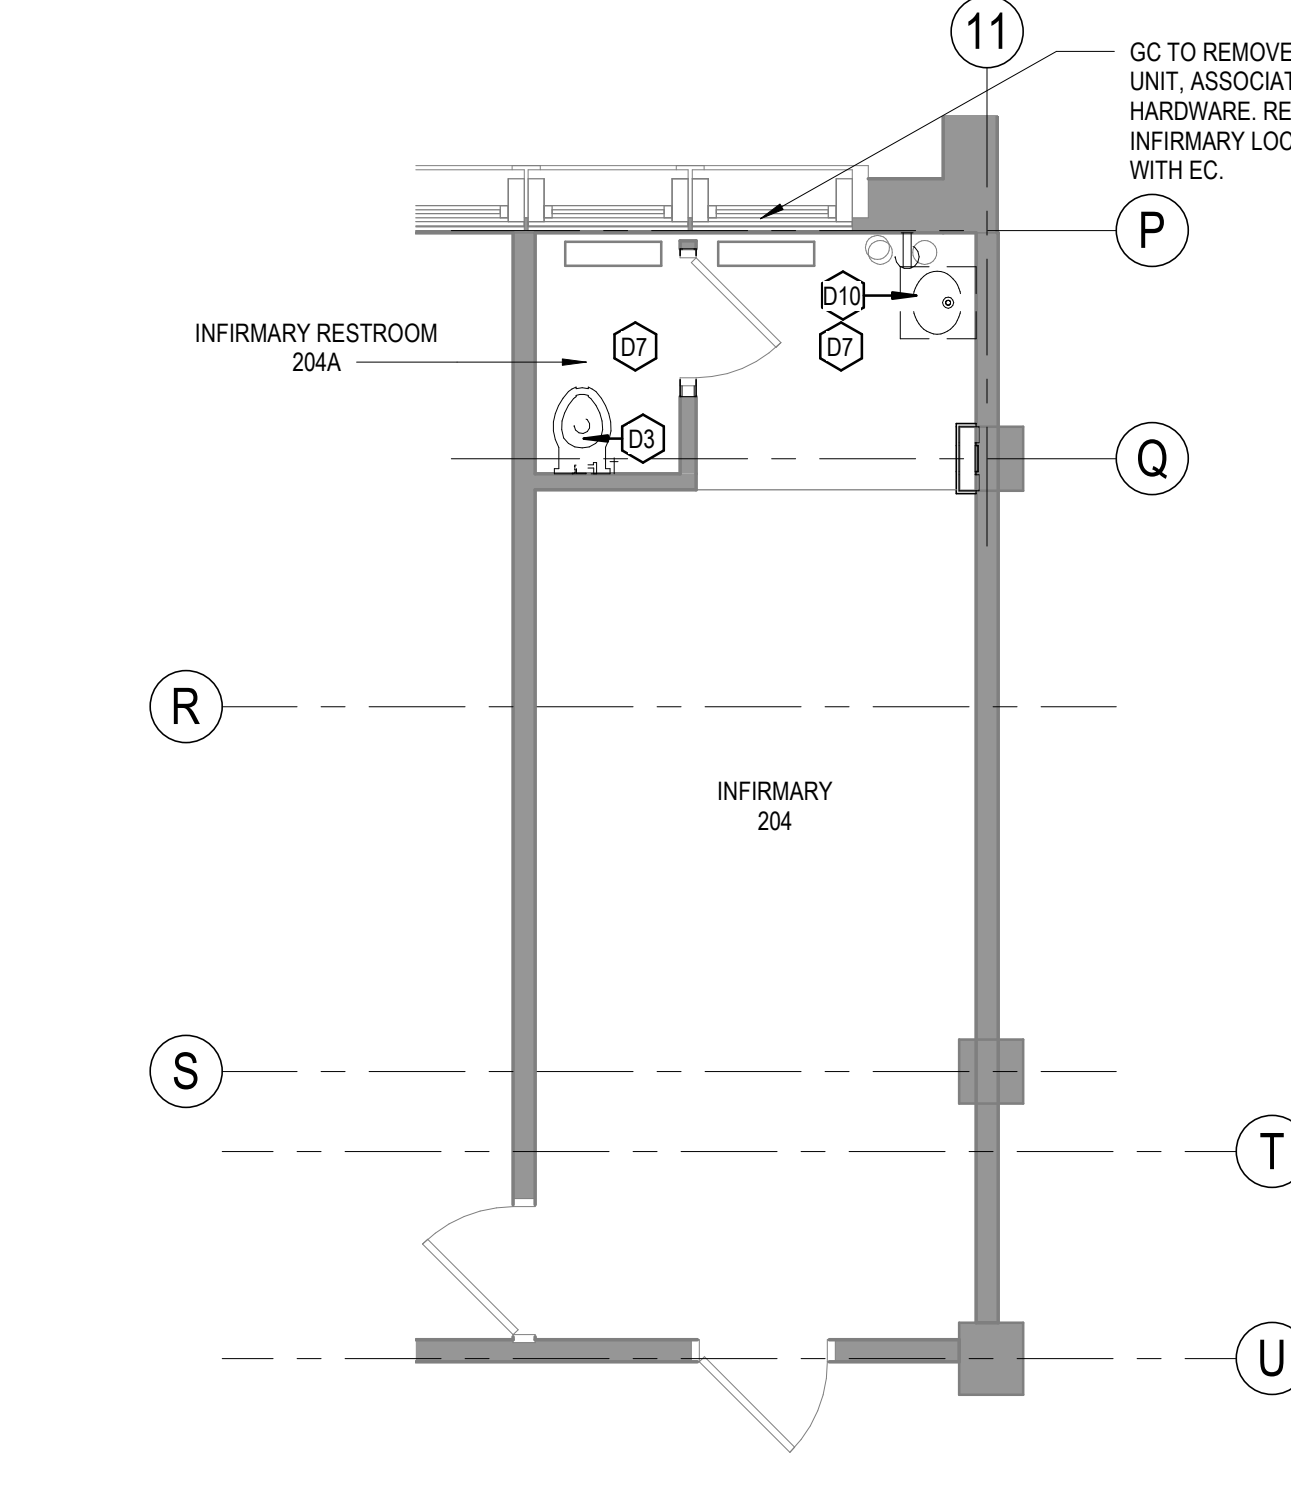 11
GC TO REMOVE
UNIT, ASSOCIAT
HARDWARE. RE
INFIRMARY LOC
WITH EC.
P
D10
INFIRMARY RESTROOM
204A
D7
D7
D3
Q
R
INFIRMARY
204
S
T
U